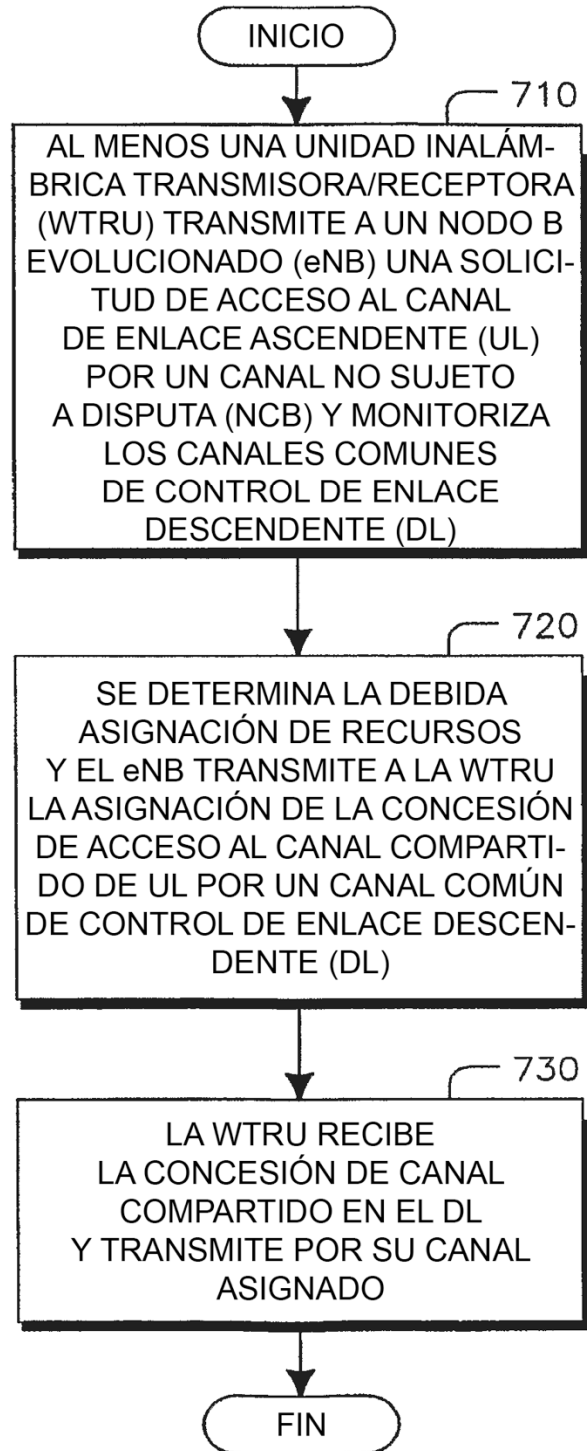 INICIO
710
AL MENOS UNA UNIDAD INALÁM-
BRICA TRANSMISORA/RECEPTORA
(WTRU) TRANSMITE A UN NODO B
EVOLUCIONADO (eNB) UNA SOLICI-
TUD DE ACCESO AL CANAL
DE ENLACE ASCENDENTE (UL)
POR UN CANAL NO SUJETO
A DISPUTA (NCB) Y MONITORIZA
LOS CANALES COMUNES
DE CONTROL DE ENLACE
DESCENDENTE (DL)
720
SE DETERMINA LA DEBIDA
ASIGNACIÓN DE RECURSOS
Y EL eNB TRANSMITE A LA WTRU
LA ASIGNACIÓN DE LA CONCESIÓN
DE ACCESO AL CANAL COMPARTI-
DO DE UL POR UN CANAL COMÚN
DE CONTROL DE ENLACE DESCEN-
DENTE (DL)
730
LA WTRU RECIBE
LA CONCESIÓN DE CANAL
COMPARTIDO EN EL DL
Y TRANSMITE POR SU CANAL
ASIGNADO
FIN